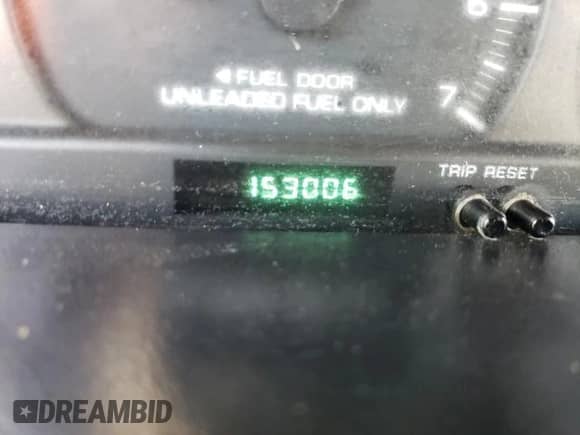 6
◄ FUEL DOOR
UNLEADED FUEL ONLY
7
153006
TRIP RESET
DREAMBID